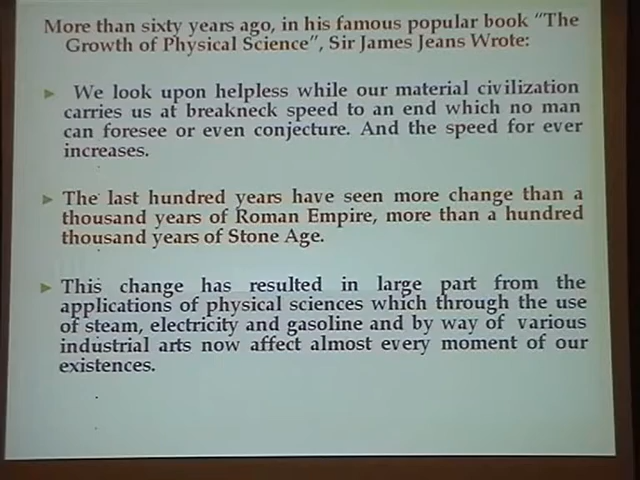 More than sixty years ago, in his famous popular book "The
Growth of Physical Science", Sir James Jeans Wrote:
We look upon helpless while our material civilization
carries us at breakneck speed to an end which no man
can foresee or even conjecture. And the speed for ever
increases.
The last hundred years have seen more change than a
thousand years of Roman Empire, more than a hundred
thousand years of Stone Age.
This change has resulted in large part from the
applications of physical sciences which through the use
of steam, electricity and gasoline and by way of various
industrial arts now affect almost every moment of our
existences.